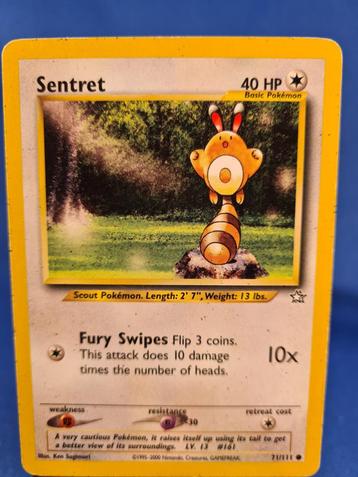 Sentret
40 HP
Basic Pokémon
Scout Pokémon. Length: 2' 7", Weight: 13 lbs.
Fury Swipes Flip 3 coins.
This attack does 10 damage
times the number of heads.
10x
weakness
resistance
retreat cost
-30
A very cautious Pokémon, it raises itself up using its tail to get
a better view of its surroundings. LV. 13 #161
Illus. Ken Sugimori
©1995-2000 Nintendo, Creatures, GAMEFREAK.
71/111